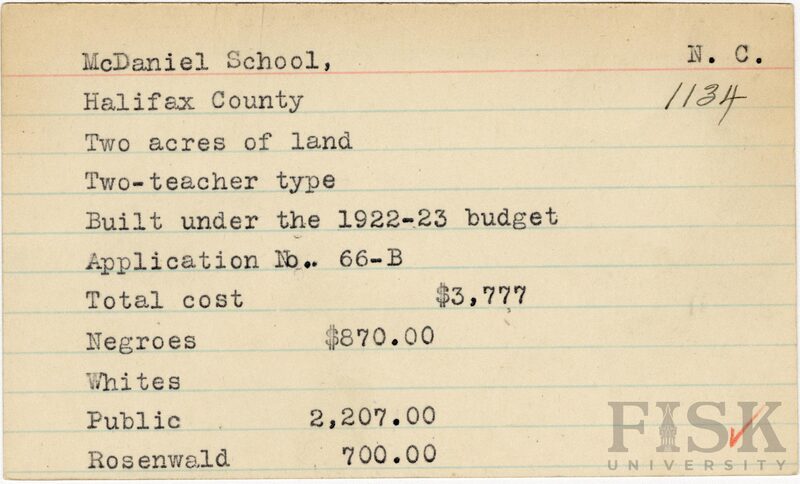 McDaniel School, N. C.
Halifax County 1134
Two acres of land
Two-teacher type
Built under the 1922-23 budget
Application No.. 66-B
Total cost $3,777
Negroes $870.00
Whites
Public 2,207.00
Rosenwald 700.00
FISK
UNIVERSITY